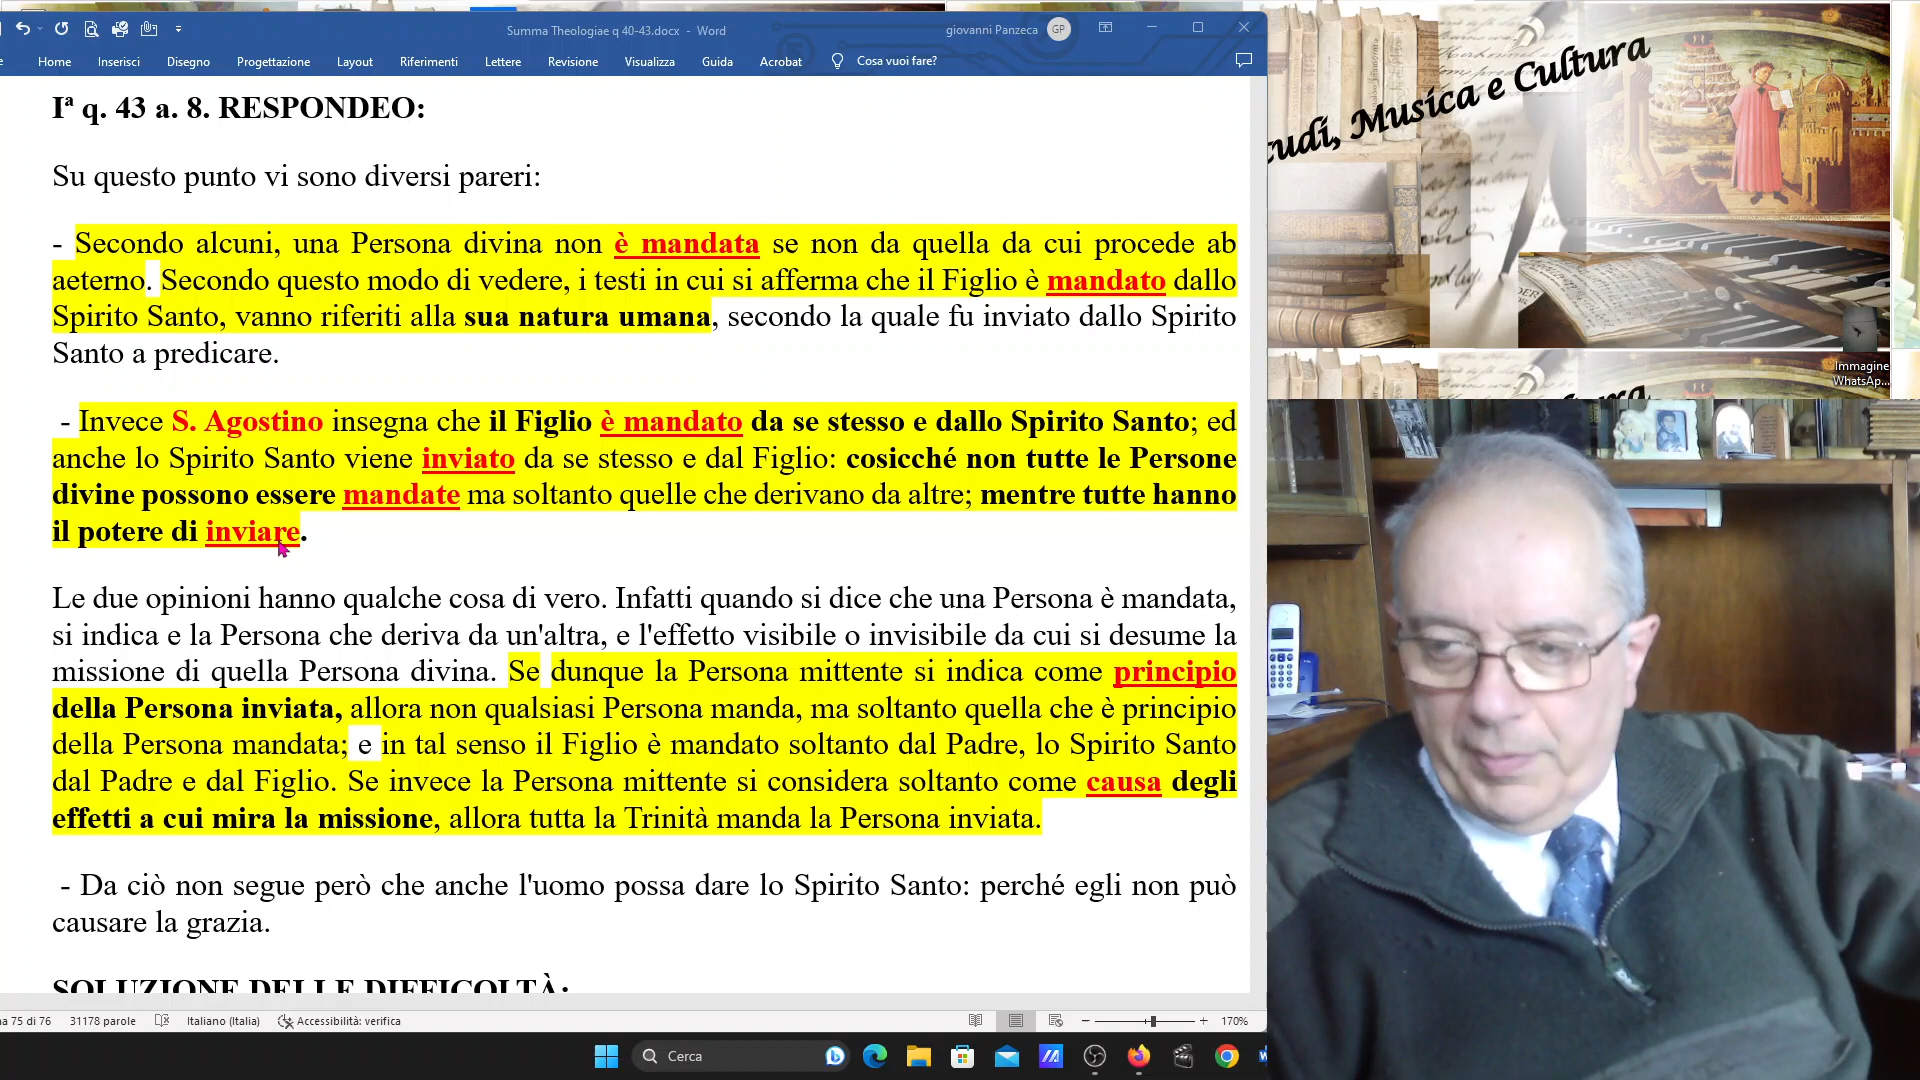 Summa Theologiae q 40-43.docx - Word
giovanni Panzeca
GP
Home Inserisci Disegno Progettazione Layout Riferimenti Lettere Revisione Visualizza Guida Acrobat Cosa vuoi fare?
Iª q. 43 a. 8. RESPONDEO:
Su questo punto vi sono diversi pareri:
- Secondo alcuni, una Persona divina non è mandata se non da quella da cui procede ab
aeterno. Secondo questo modo di vedere, i testi in cui si afferma che il Figlio è mandato dallo
Spirito Santo, vanno riferiti alla sua natura umana, secondo la quale fu inviato dallo Spirito
Santo a predicare.
- Invece S. Agostino insegna che il Figlio è mandato da se stesso e dallo Spirito Santo; ed
anche lo Spirito Santo viene inviato da se stesso e dal Figlio: cosicché non tutte le Persone
divine possono essere mandate ma soltanto quelle che derivano da altre; mentre tutte hanno
il potere di inviare.
Le due opinioni hanno qualche cosa di vero. Infatti quando si dice che una Persona è mandata,
si indica e la Persona che deriva da un'altra, e l'effetto visibile o invisibile da cui si desume la
missione di quella Persona divina. Se dunque la Persona mittente si indica come principio
della Persona inviata, allora non qualsiasi Persona manda, ma soltanto quella che è principio
della Persona mandata; e in tal senso il Figlio è mandato soltanto dal Padre, lo Spirito Santo
dal Padre e dal Figlio. Se invece la Persona mittente si considera soltanto come causa degli
effetti a cui mira la missione, allora tutta la Trinità manda la Persona inviata.
- Da ciò non segue però che anche l'uomo possa dare lo Spirito Santo: perché egli non può
causare la grazia.
SOLUZIONE DELLE DIFFICOLTÀ:
na 75 di 76 31178 parole Italiano (Italia) Accessibilità: verifica
170%
Cerca
tudi, Musica e Cultura
Immagine
WhatsAp...